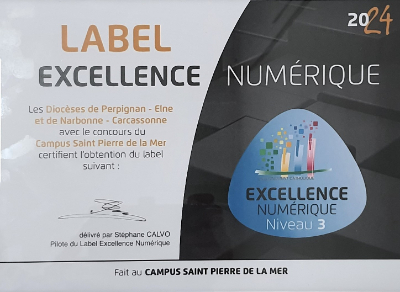 2024
LABEL
EXCELLENCE NUMÉRIQUE
Les Diocèses de Perpignan - Elne
et de Narbonne - Carcassonne
avec le concours du
Campus Saint Pierre de la Mer
certifient l'obtention du label
suivant :
EXCELLENCE
NUMÉRIQUE
Niveau 3
délivré par Stéphane CALVO
Pilote du Label Excellence Numérique
Fait au CAMPUS SAINT PIERRE DE LA MER